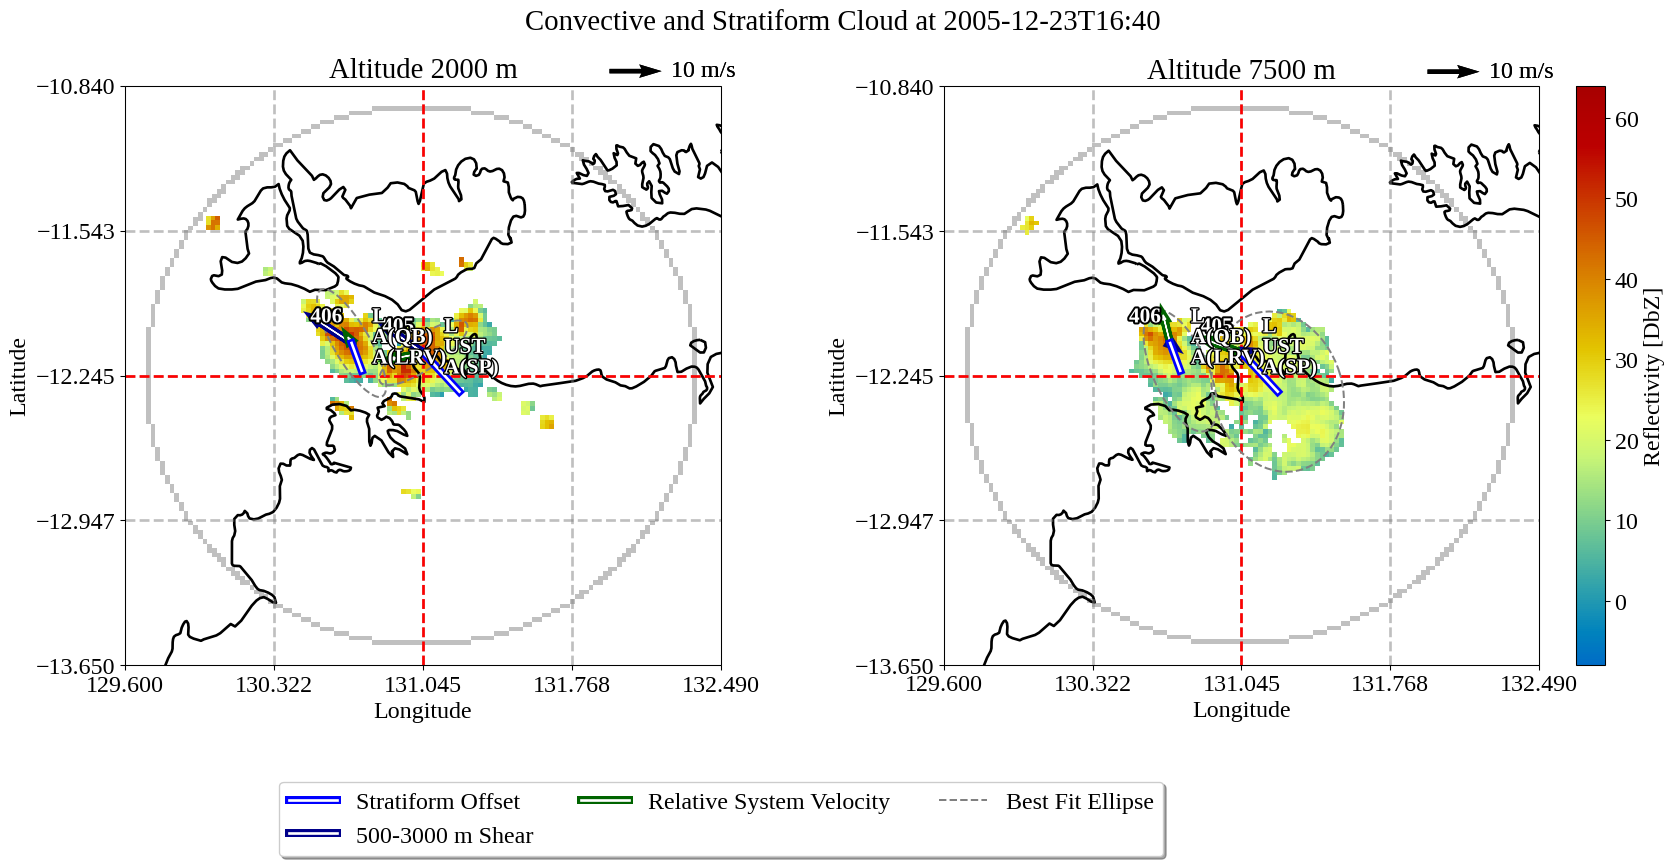 Convective and Stratiform Cloud at 2005-12-23T16:40
Altitude 2000 m
10 m/s
−10.840
−11.543
−12.245
−12.947
−13.650
129.600
130.322
131.045
131.768
132.490
Latitude
Longitude
406
405
L
A(QB)
A(LRV)
L
UST
A(SP)
Altitude 7500 m
10 m/s
−10.840
−11.543
−12.245
−12.947
−13.650
129.600
130.322
131.045
131.768
132.490
Latitude
Longitude
406
405
L
A(QB)
A(LRV)
L
UST
A(SP)
60
50
40
30
20
10
0
Reflectivity [DbZ]
Stratiform Offset
500-3000 m Shear
Relative System Velocity
Best Fit Ellipse